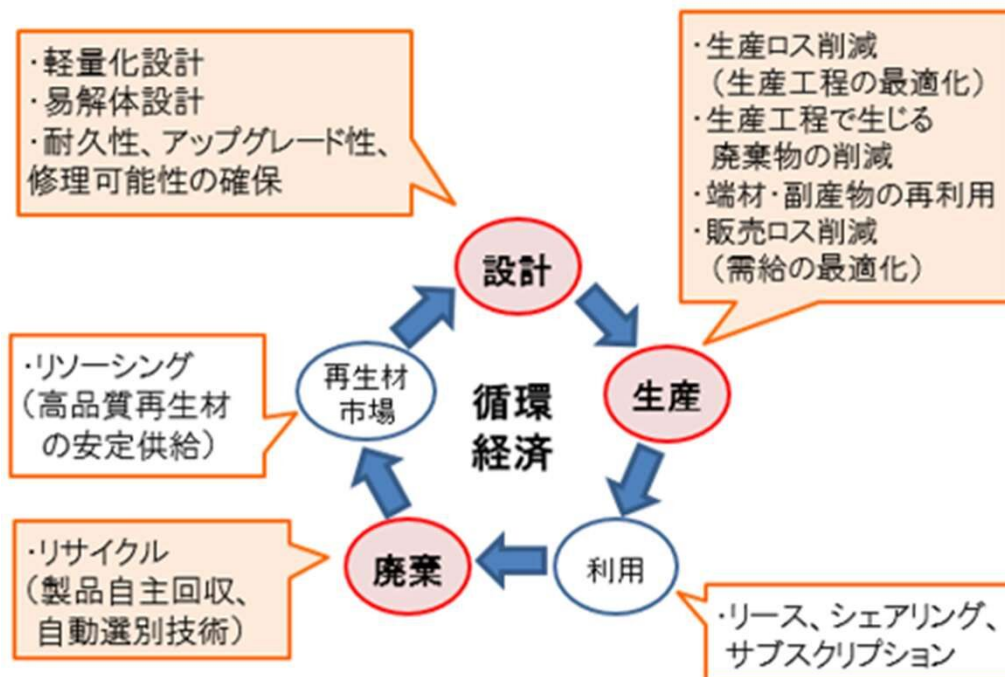 ・軽量化設計
・易解体設計
・耐久性、アップグレード性、
修理可能性の確保
・生産ロス削減
（生産工程の最適化）
・生産工程で生じる
廃棄物の削減
・端材・副産物の再利用
・販売ロス削減
（需給の最適化）
設計
生産
利用
廃棄
再生材
市場
循環
経済
・リソーシング
（高品質再生材
の安定供給）
・リサイクル
（製品自主回収、
自動選別技術）
・リース、シェアリング、
サブスクリプション